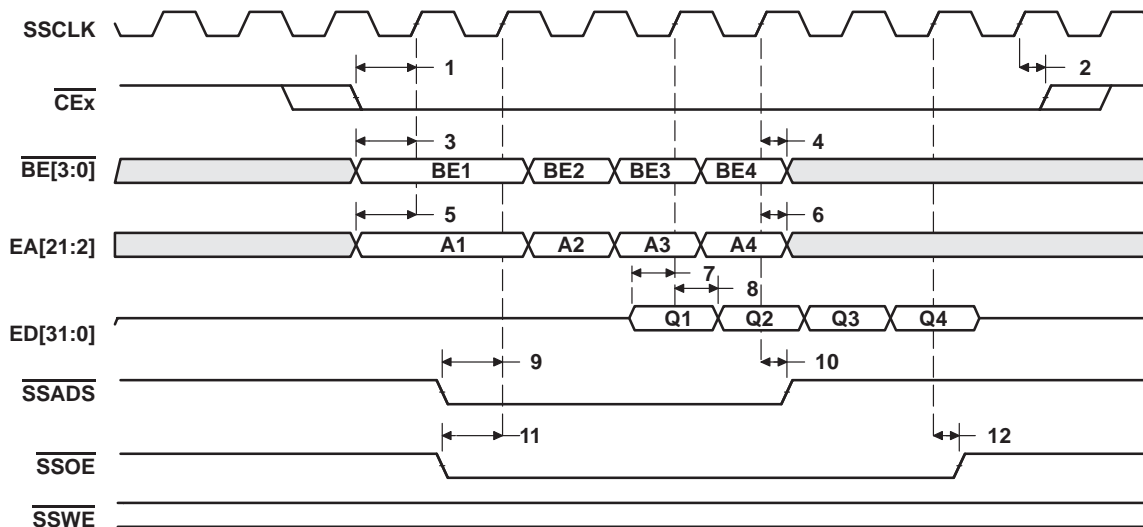 SSCLK
1 2
CEx
3 4
BE[3:0] BE1 BE2 BE3 BE4
5 6
EA[21:2] A1 A2 A3 A4
7
8
ED[31:0] Q1 Q2 Q3 Q4
9 10
SSADS
11 12
SSOE
SSWE